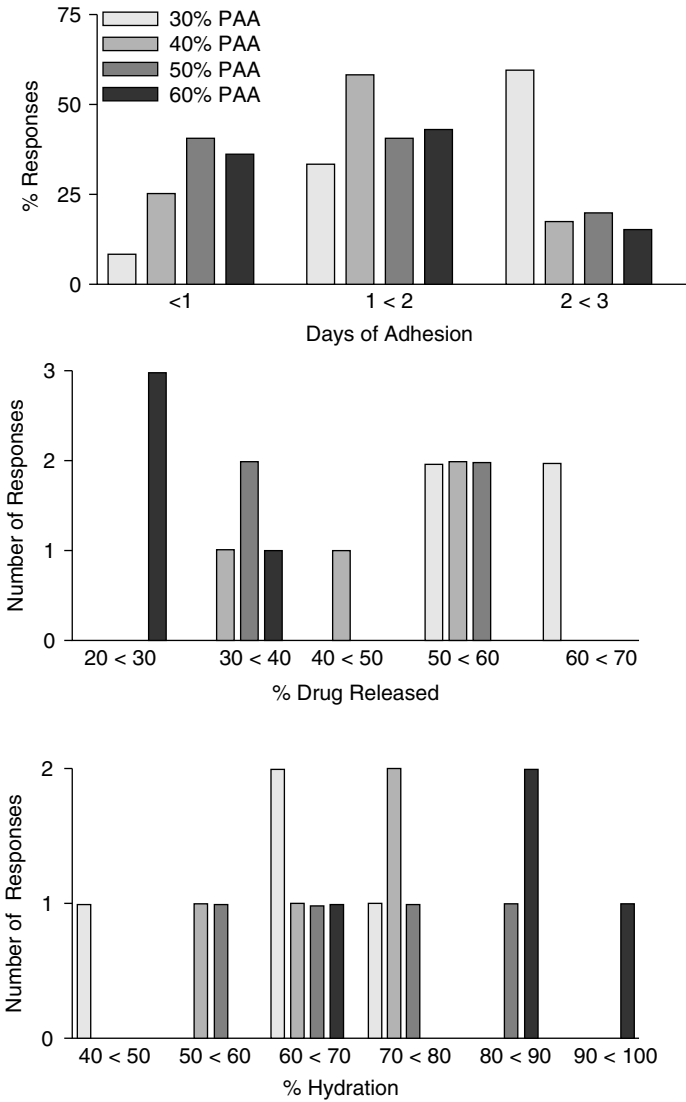 75
50
25
0
% Responses
30% PAA
40% PAA
50% PAA
60% PAA
<1
1 < 2
2 < 3
Days of Adhesion
3
2
1
0
Number of Responses
20 < 30
30 < 40
40 < 50
50 < 60
60 < 70
% Drug Released
2
1
0
Number of Responses
40 < 50
50 < 60
60 < 70
70 < 80
80 < 90
90 < 100
% Hydration